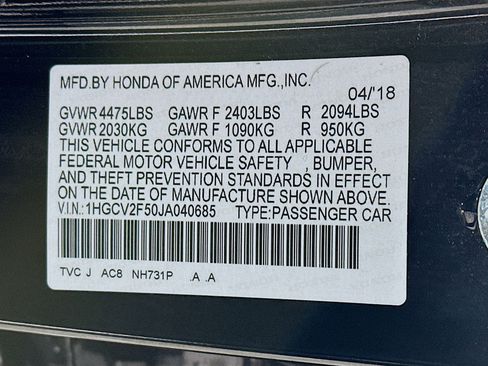 MFD.BY HONDA OF AMERICA MFG.,INC.
04/'18
GVWR 4475LBS GAWR F 2403LBS R 2094LBS
GVWR 2030KG GAWR F 1090KG R 950KG
THIS VEHICLE CONFORMS TO ALL APPLICABLE
FEDERAL MOTOR VEHICLE SAFETY , BUMPER,
AND THEFT PREVENTION STANDARDS IN EFFECT
ON THE DATE OF MANUFACTURE SHOWN ABOVE.
V.I.N.:1HGCV2F50JA040685 TYPE:PASSENGER CAR
TVC J AC8 NH731P .A .A